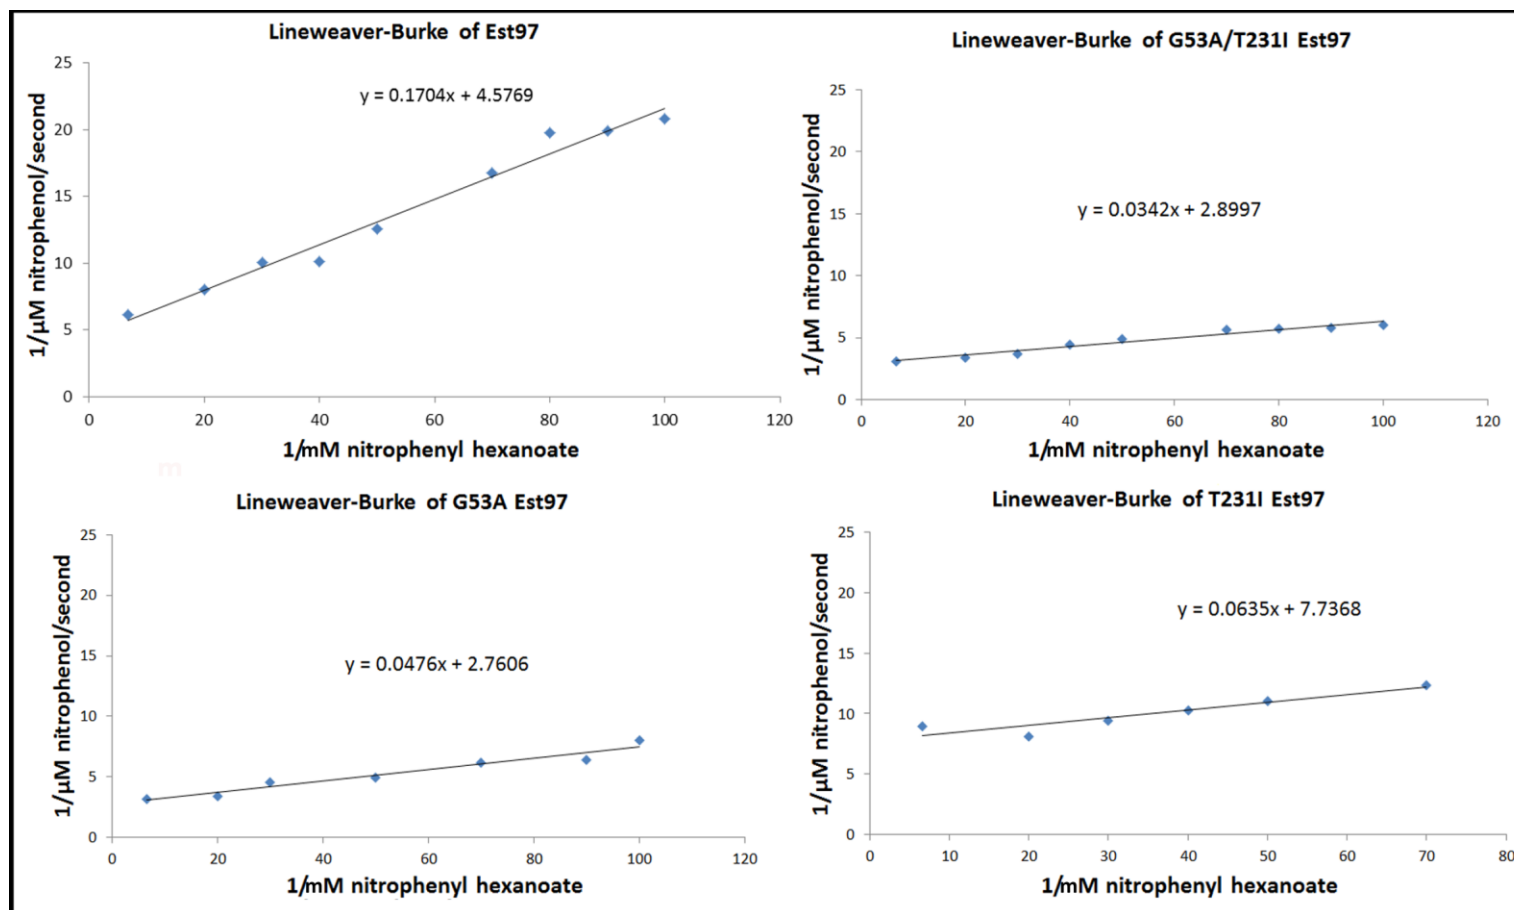 Lineweaver-Burke of Est97
25
20
15
10
5
0
1/µM nitrophenol/second
y = 0.1704x + 4.5769
0 20 40 60 80 100 120
1/mM nitrophenyl hexanoate
Lineweaver-Burke of G53A/T231I Est97
25
20
15
10
5
0
1/µM nitrophenol/second
y = 0.0342x + 2.8997
0 20 40 60 80 100 120
1/mM nitrophenyl hexanoate
m
Lineweaver-Burke of G53A Est97
25
20
15
10
5
0
1/µM nitrophenol/second
y = 0.0476x + 2.7606
0 20 40 60 80 100 120
1/mM nitrophenyl hexanoate
Lineweaver-Burke of T231I Est97
25
20
15
10
5
0
1/µM nitrophenol/second
y = 0.0635x + 7.7368
0 10 20 30 40 50 60 70 80
1/mM nitrophenyl hexanoate